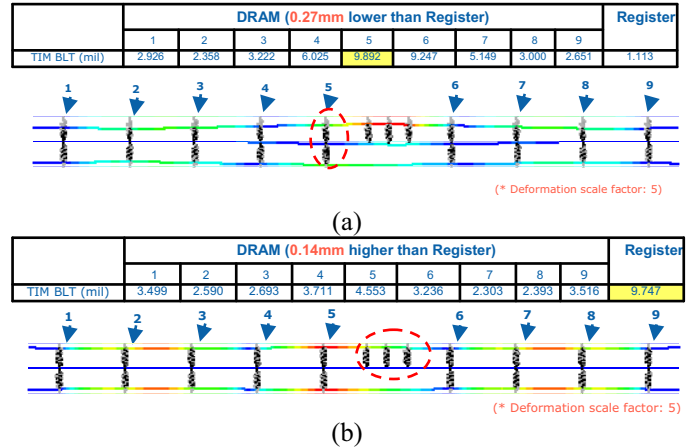 DRAM (0.27mm lower than Register) Register
1 2 3 4 5 6 7 8 9
TIM BLT (mil) 2.926 2.358 3.222 6.025 9.892 9.247 5.149 3.000 2.651 1.113
1 2 3 4 5 6 7 8 9
(* Deformation scale factor: 5)
(a)
DRAM (0.14mm higher than Register) Register
1 2 3 4 5 6 7 8 9
TIM BLT (mil) 3.499 2.590 2.693 3.711 4.553 3.236 2.303 2.393 3.516 9.747
1 2 3 4 5 6 7 8 9
(* Deformation scale factor: 5)
(b)